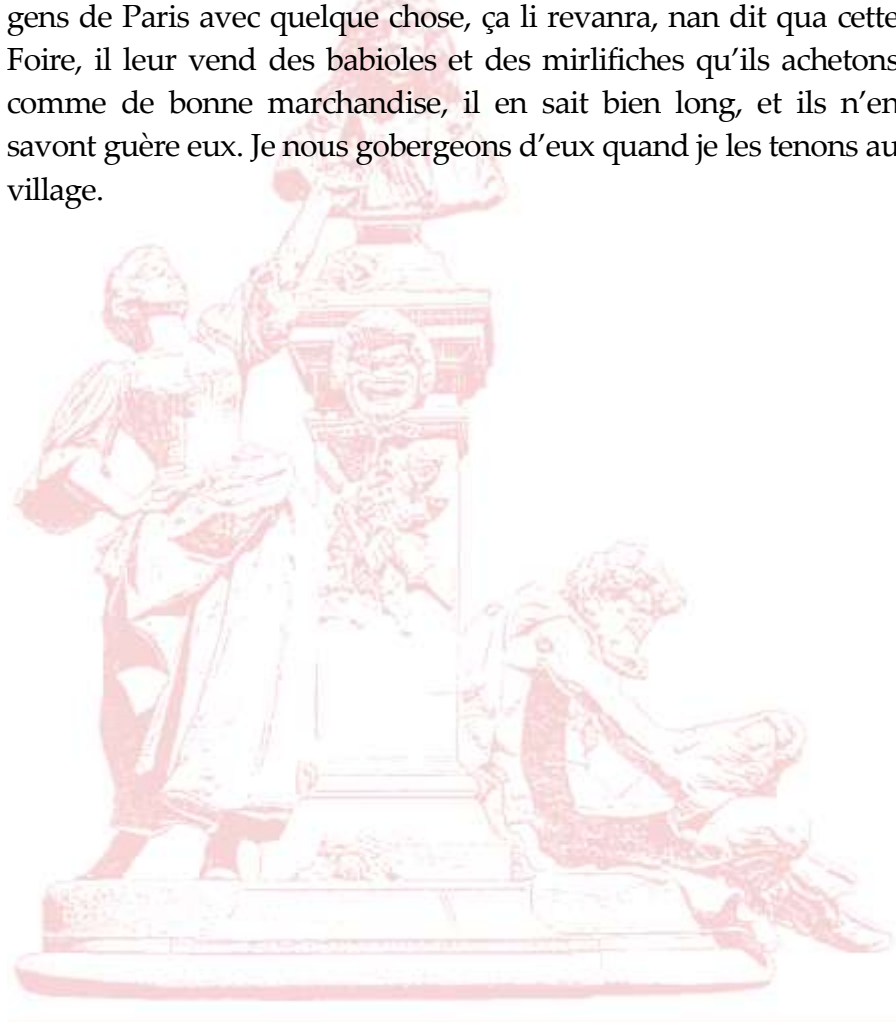 gens de Paris avec quelque chose, ça li revanra, nan dit qua cette
Foire, il leur vend des babioles et des mirlifiches qu’ils achetons
comme de bonne marchandise, il en sait bien long, et ils n’en
savont guère eux. Je nous gobergeons d’eux quand je les tenons au
village.